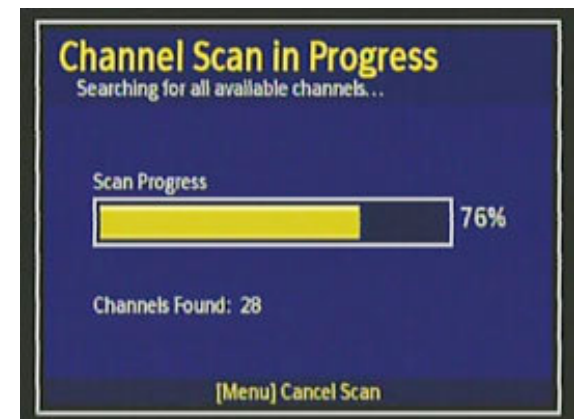 Channel Scan in Progress
Searching for all available channels...
Scan Progress
76%
Channels Found: 28
[Menu] Cancel Scan